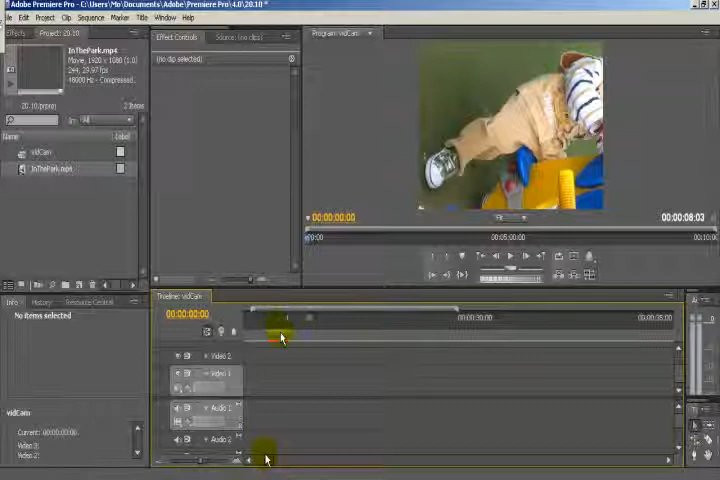 Adobe Premiere Pro - C:\Users\Mo\Documents\Adobe\Premiere Pro\4.0\20.10 *
File Edit Project Clip Sequence Marker Title Window Help
Effects Project: 20.10
Effect Controls Source: (no clips)
Program: vidCam
InThePark.mp4
Movie, 1920 x 1080 (1.0)
29.97 fps
48000 Hz - Compressed
(no clip selected)
20.10.prproj 2 Items
In: All
Name Label
vidCam
InThePark.mp4
00:00:00:00 Fit 00:00:08:03
00:00 00:05:00:00 00:10:0
Info History Resource Central
No items selected
Timeline: vidCam
00:00:00:00
00:00:30:00 00:00:35:00
Video 2
Video 1
Audio 1
Audio 2
vidCam
Current: 00:00:00:00
Video 3:
Video 2: